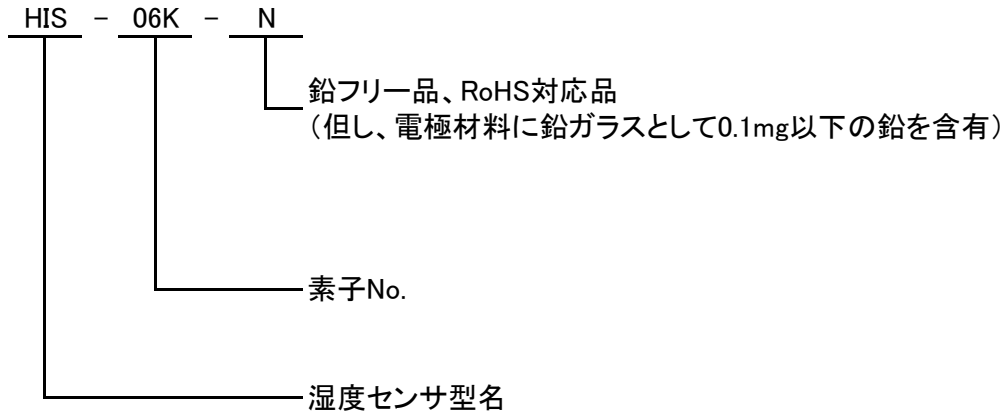 HIS - 06K - N
鉛フリー品、RoHS対応品
（但し、電極材料に鉛ガラスとして0.1mg以下の鉛を含有）
素子No.
湿度センサ型名